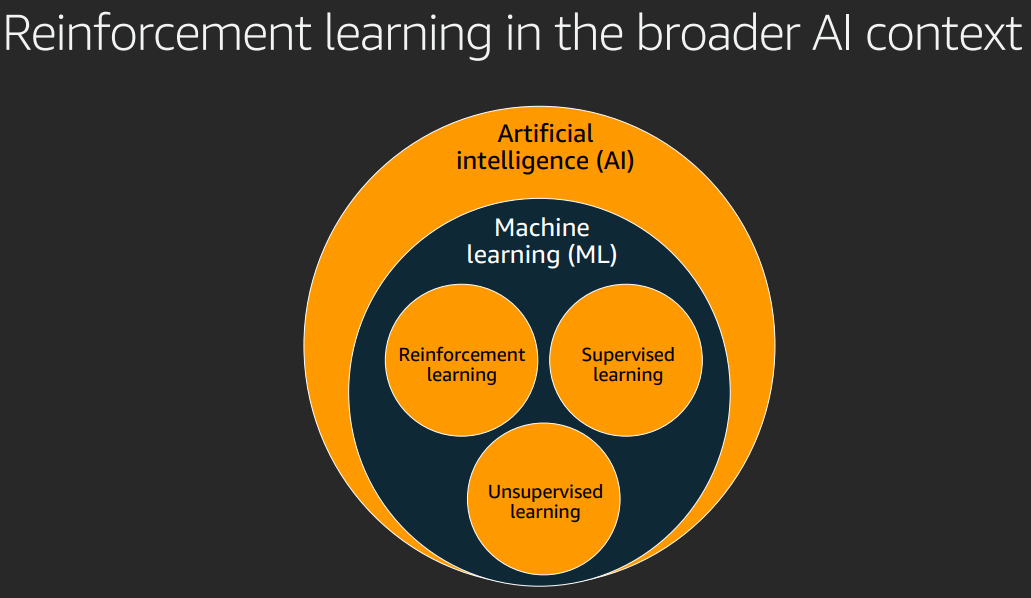 Reinforcement learning in the broader AI context
Artificial
intelligence (AI)
Machine
learning (ML)
Reinforcement
learning
Supervised
learning
Unsupervised
learning